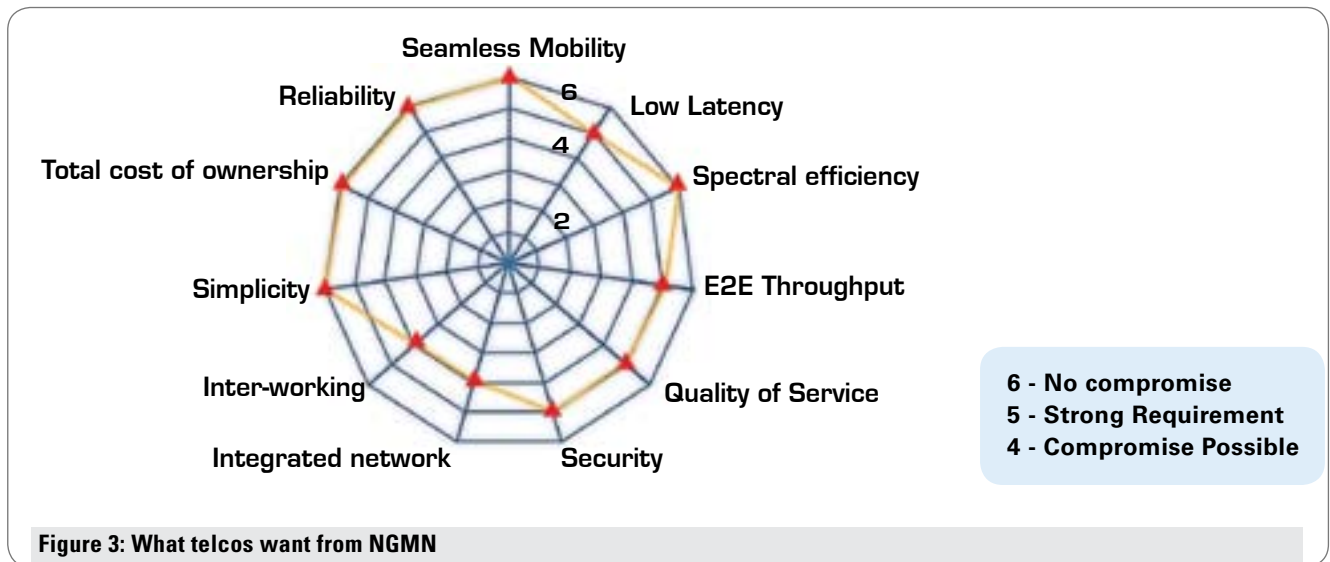 Seamless Mobility
Reliability
6
Low Latency
4
Total cost of ownership
Spectral efficiency
2
Simplicity
E2E Throughput
Inter-working
Quality of Service
Integrated network
Security
6 - No compromise
5 - Strong Requirement
4 - Compromise Possible
Figure 3: What telcos want from NGMN